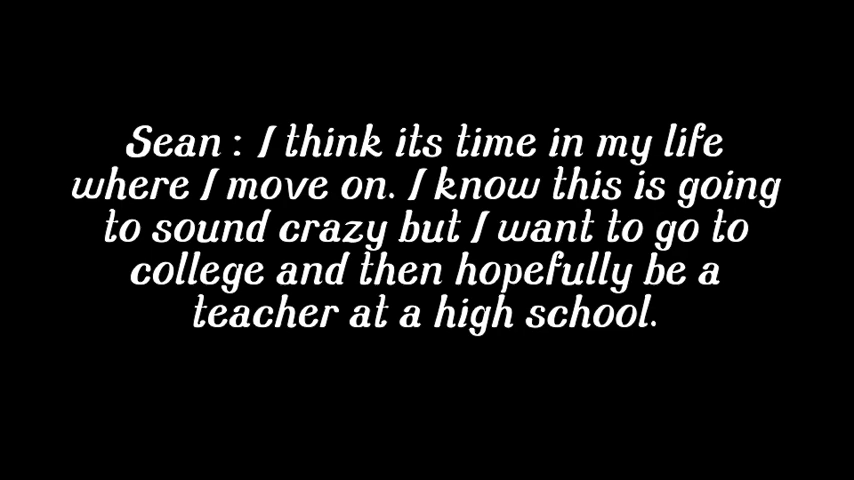 Sean : I think its time in my life
where I move on. I know this is going
to sound crazy but I want to go to
college and then hopefully be a
teacher at a high school.